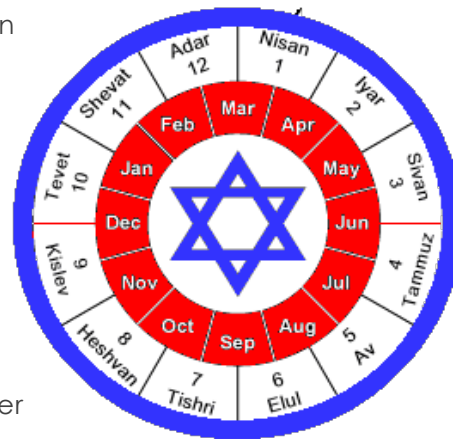 n
Nisan
1
Iyar
2
Sivan
3
Tammuz
4
Av
5
Elul
6
Tishri
7
Heshvan
8
Kislev
9
Tevet
10
Shevat
11
Adar
12
Mar
Apr
May
Jun
Jul
Aug
Sep
Oct
Nov
Dec
Jan
Feb
er